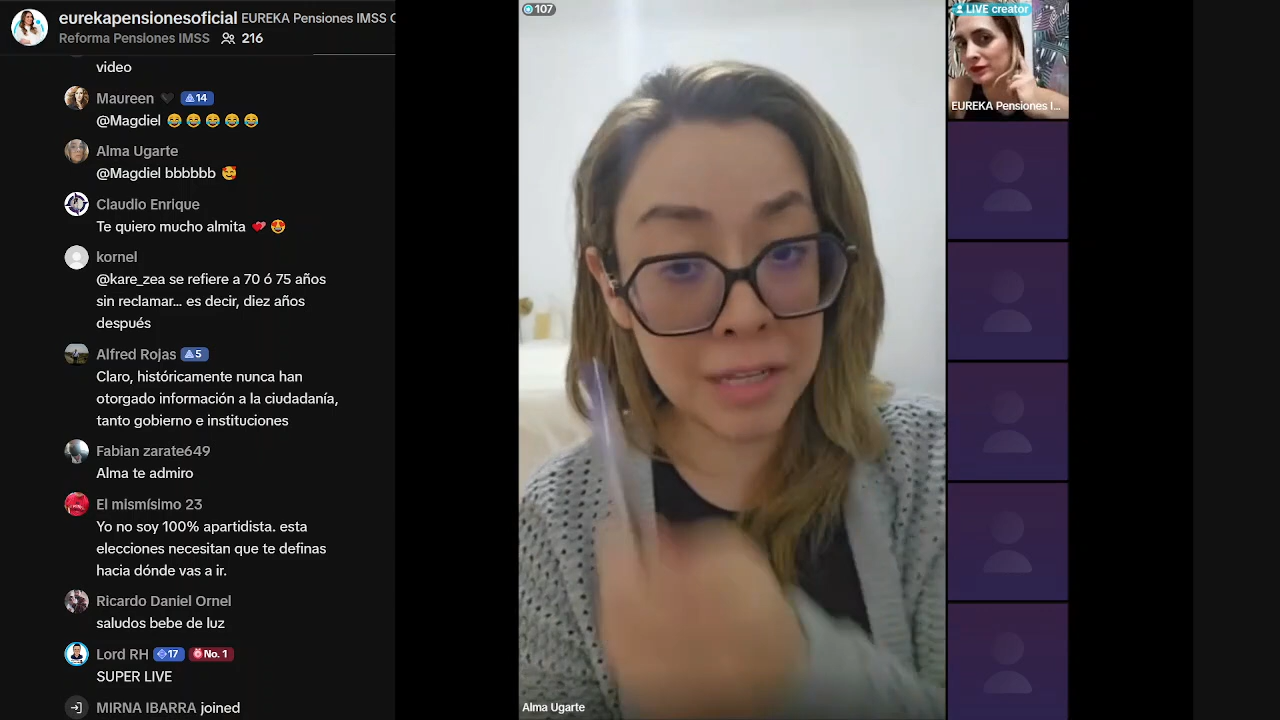 eurekapensionesoficial EUREKA Pensiones IMSS
Reforma Pensiones IMSS 216
video
Maureen 14
@Magdiel 😂 😂 😂 😂 😂
Alma Ugarte
@Magdiel bbbbbb 🥰
Claudio Enrique
Te quiero mucho almita 💞 😍
kornel
@kare_zea se refiere a 70 ó 75 años
sin reclamar... es decir, diez años
después
Alfred Rojas 5
Claro, históricamente nunca han
otorgado información a la ciudadanía,
tanto gobierno e instituciones
Fabian zarate649
Alma te admiro
El mismísimo 23
Yo no soy 100% apartidista. esta
elecciones necesitan que te definas
hacia dónde vas a ir.
Ricardo Daniel Ornel
saludos bebe de luz
Lord RH 17 No. 1
SUPER LIVE
MIRNA IBARRA joined
107
Alma Ugarte
LIVE creator
EUREKA Pensiones I...